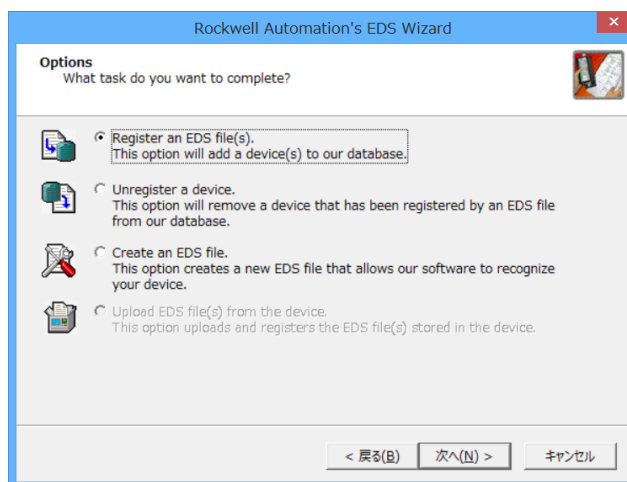 Rockwell Automation's EDS Wizard
Options
What task do you want to complete?
Register an EDS file(s).
This option will add a device(s) to our database.
Unregister a device.
This option will remove a device that has been registered by an EDS file
from our database.
Create an EDS file.
This option creates a new EDS file that allows our software to recognize
your device.
Upload EDS file(s) from the device.
This option uploads and registers the EDS file(s) stored in the device.
< 戻る(B) 次へ(N) > キャンセル